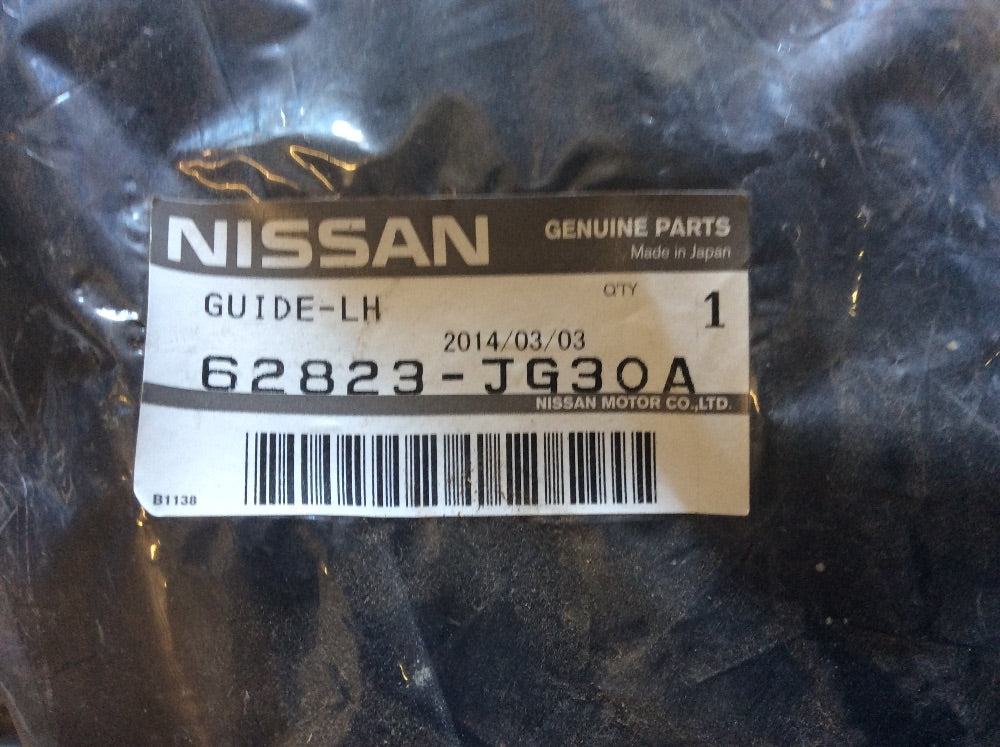 NISSAN
GENUINE PARTS
Made in Japan
GUIDE-LH
Q'TY
1
2014/03/03
62823-JG30A
NISSAN MOTOR CO.,LTD.
B1138